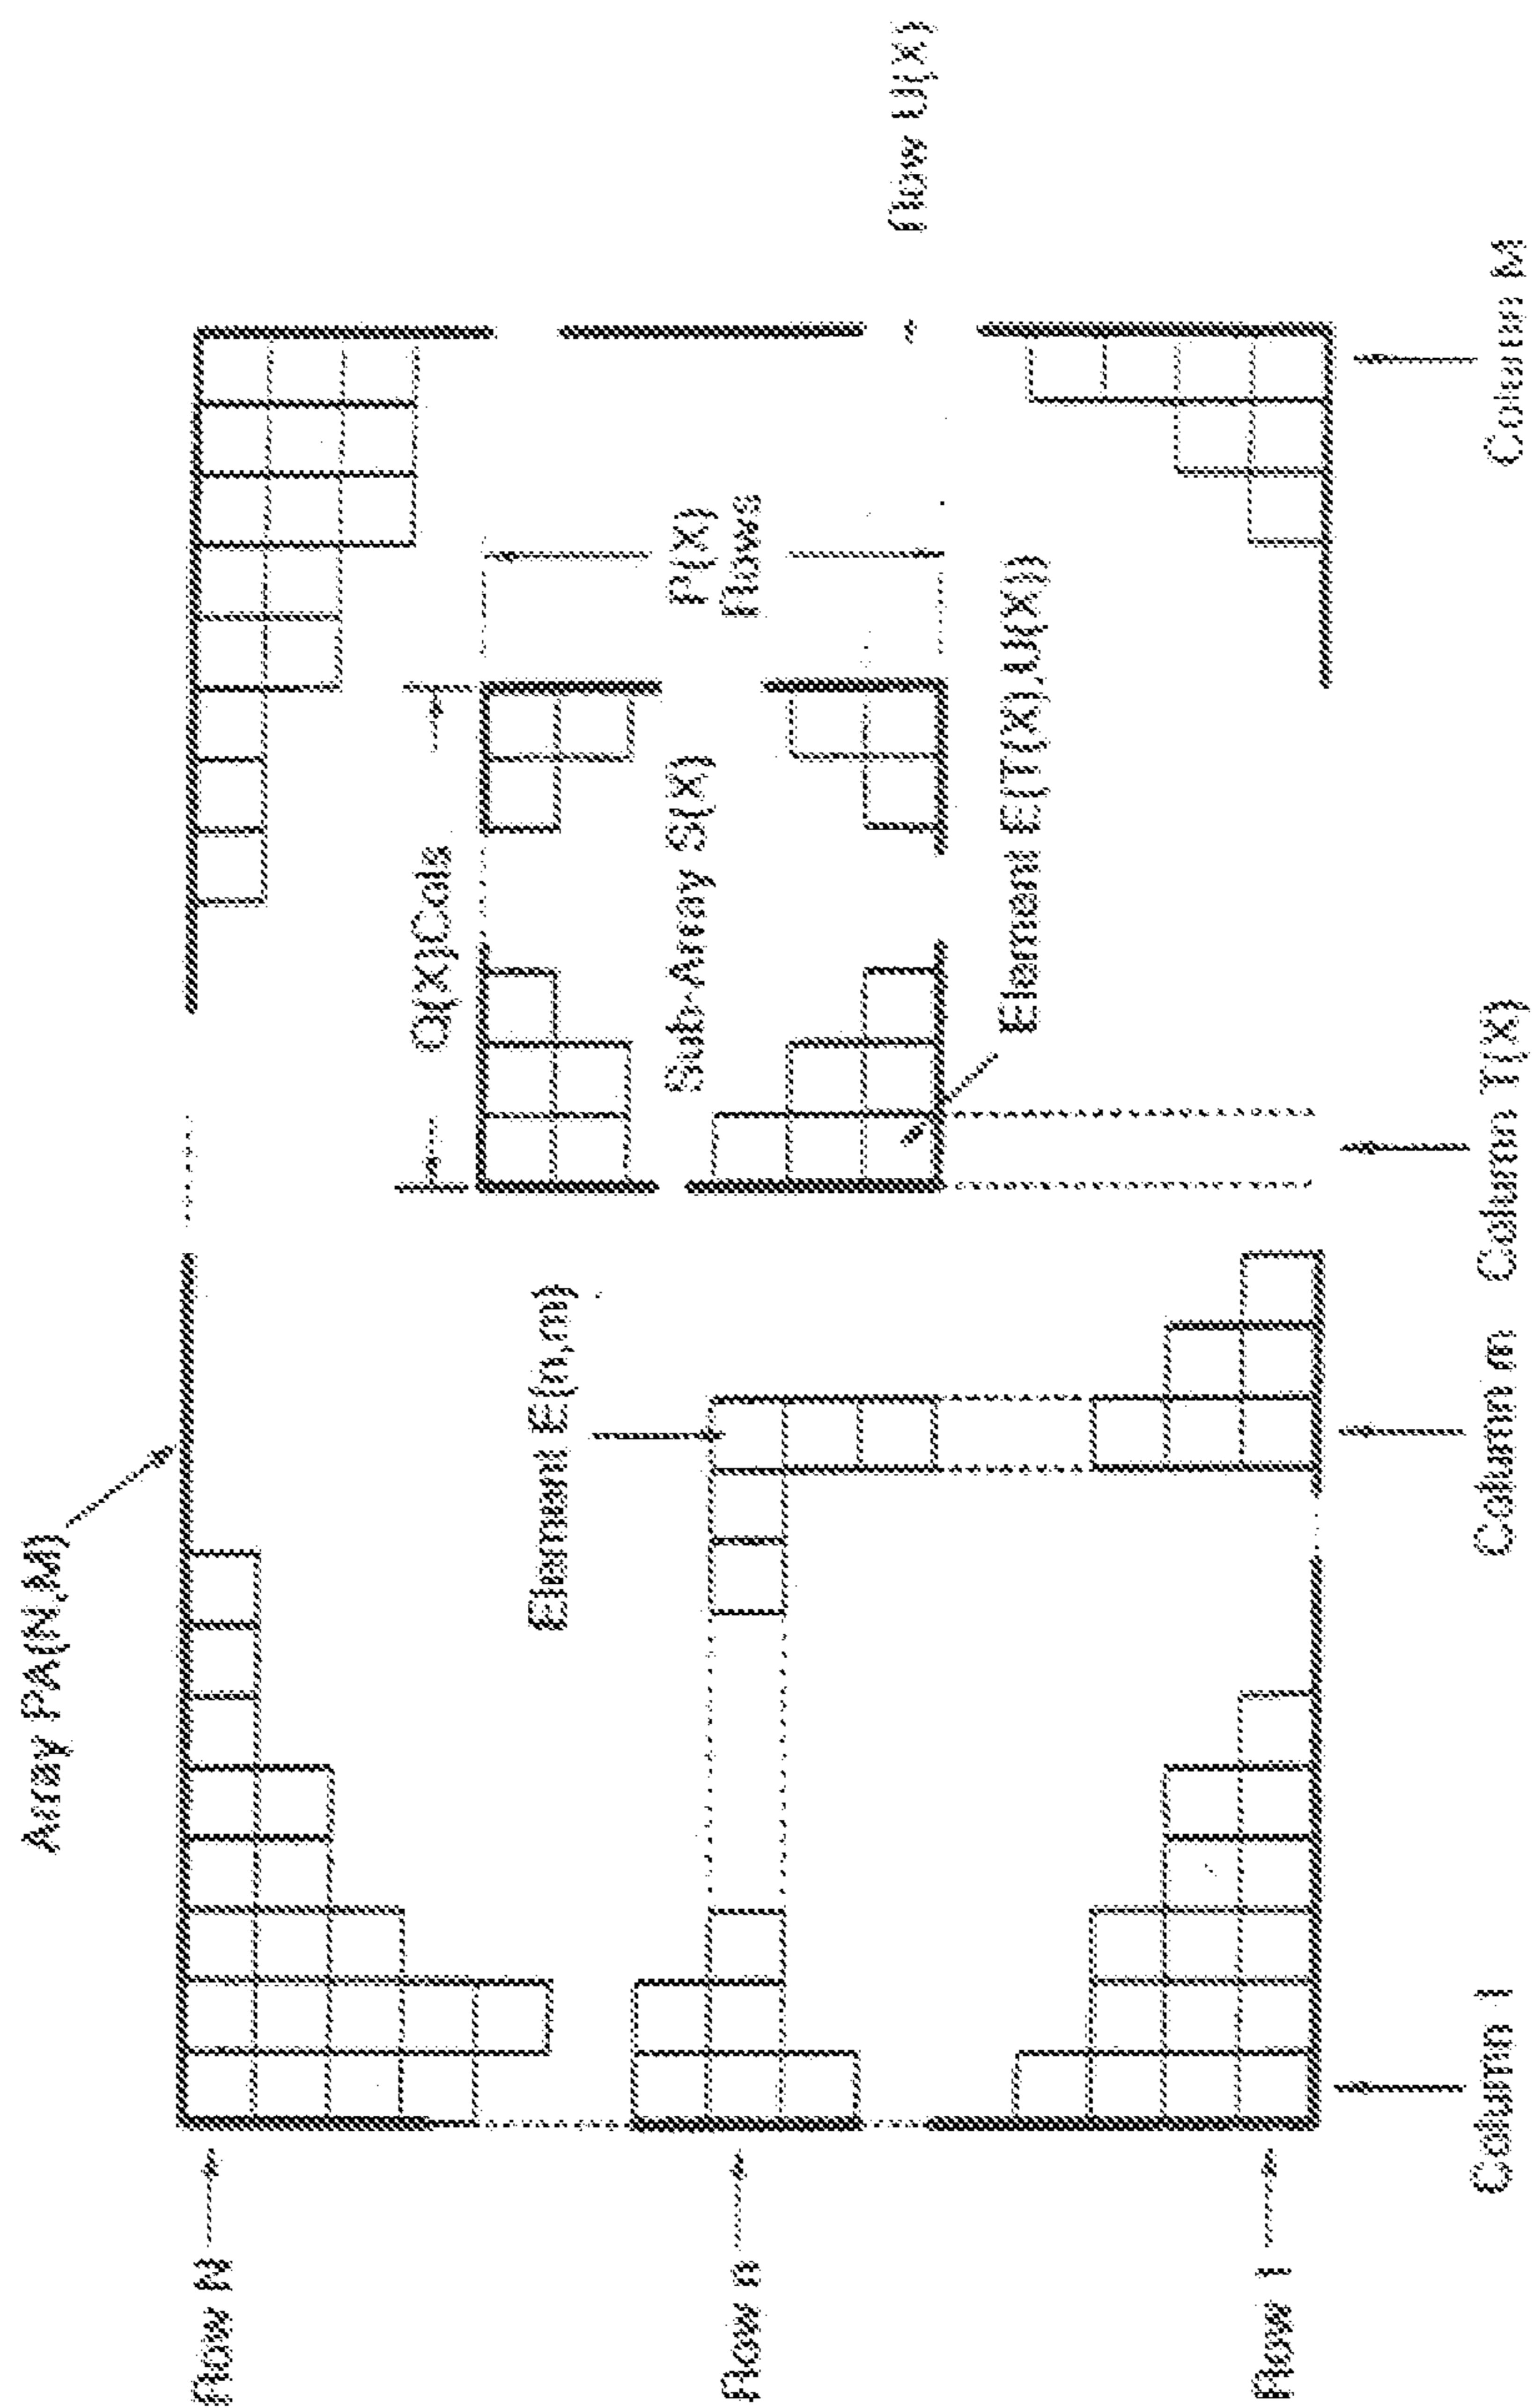 Array PA(N,M)
Row N
Row n
Row 1
Element E(n,m)
Q(X)Cols
Sub-Array S(X)
P(X)
Rows
Element E(T(X),U(X))
Row U(X)
Column 1
Column m
Column T(X)
Column M